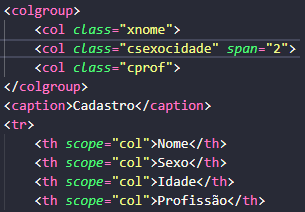 <colgroup>
<col class="xnome">
<col class="csexocidade" span="2">
<col class="cprof">
</colgroup>
<caption>Cadastro</caption>
<tr>
<th scope="col">Nome</th>
<th scope="col">Sexo</th>
<th scope="col">Idade</th>
<th scope="col">Profissão</th>